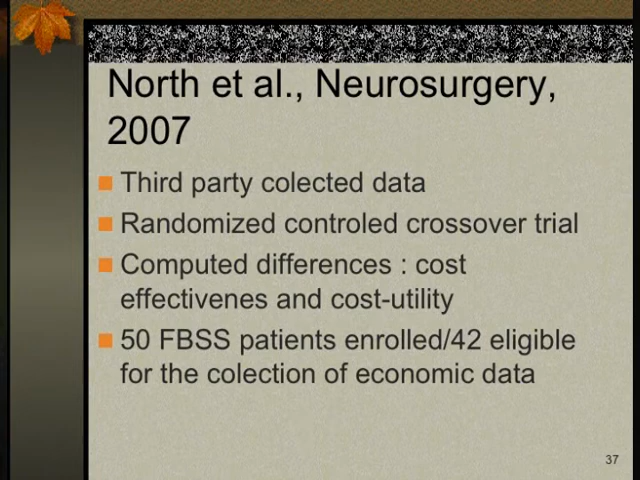 North et al., Neurosurgery,
2007
Third party colected data
Randomized controled crossover trial
Computed differences : cost
effectivenes and cost-utility
50 FBSS patients enrolled/42 eligible
for the colection of economic data
37